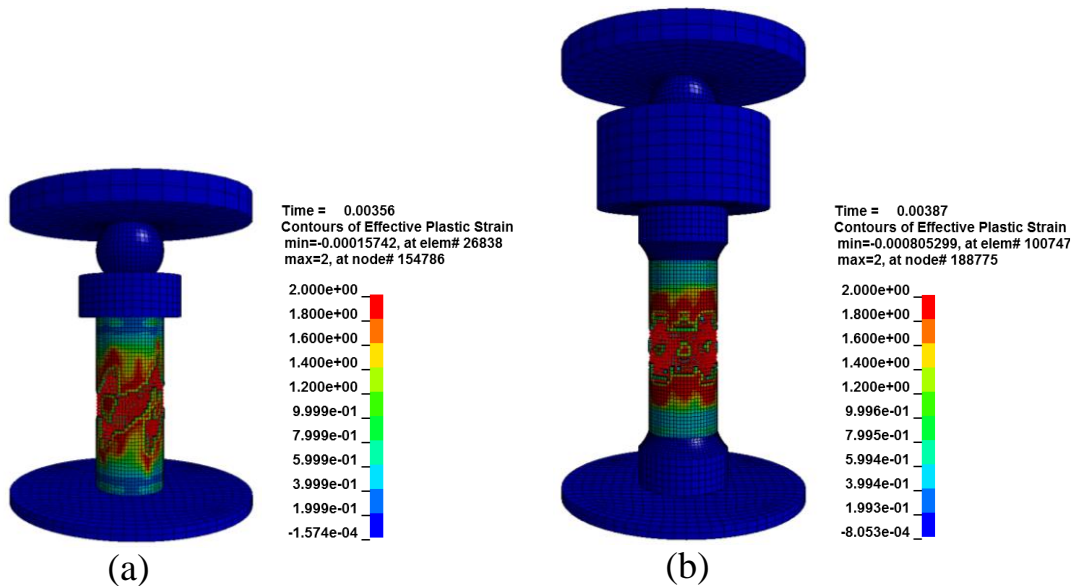 Time = 0.00356
Contours of Effective Plastic Strain
min=-0.00015742, at elem# 26838
max=2, at node# 154786
2.000e+00
1.800e+00
1.600e+00
1.400e+00
1.200e+00
9.999e-01
7.999e-01
5.999e-01
3.999e-01
1.999e-01
-1.574e-04
(a)
Time = 0.00387
Contours of Effective Plastic Strain
min=-0.000805299, at elem# 100747
max=2, at node# 188775
2.000e+00
1.800e+00
1.600e+00
1.400e+00
1.200e+00
9.996e-01
7.995e-01
5.994e-01
3.994e-01
1.993e-01
-8.053e-04
(b)